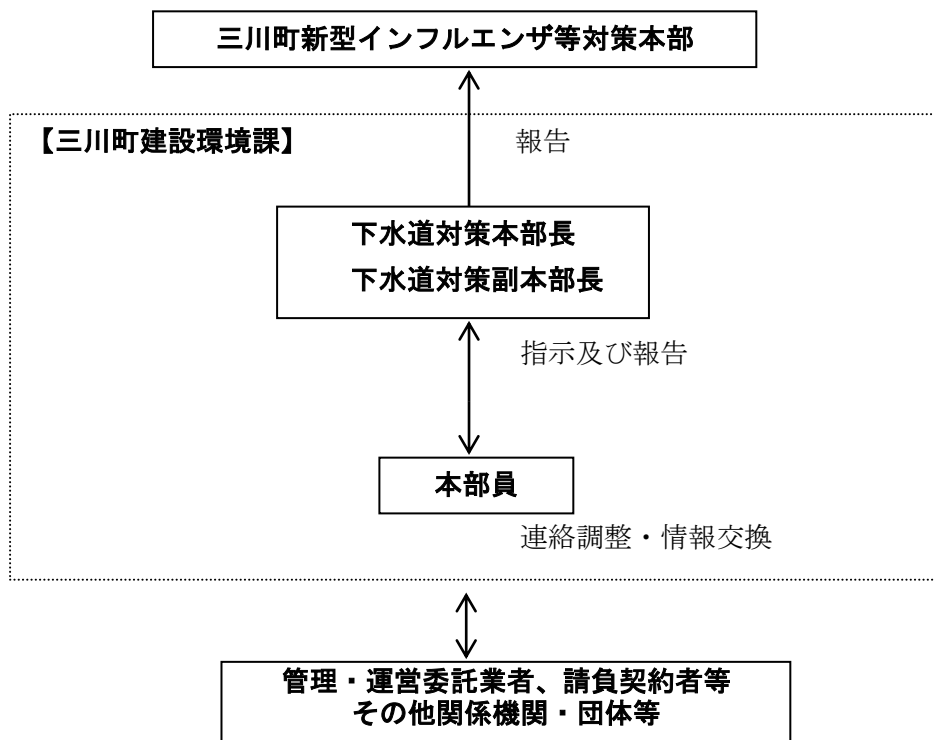 三川町新型インフルエンザ等対策本部
【三川町建設環境課】
報告
下水道対策本部長
下水道対策副本部長
指示及び報告
本部員
連絡調整・情報交換
管理・運営委託業者、請負契約者等
その他関係機関・団体等